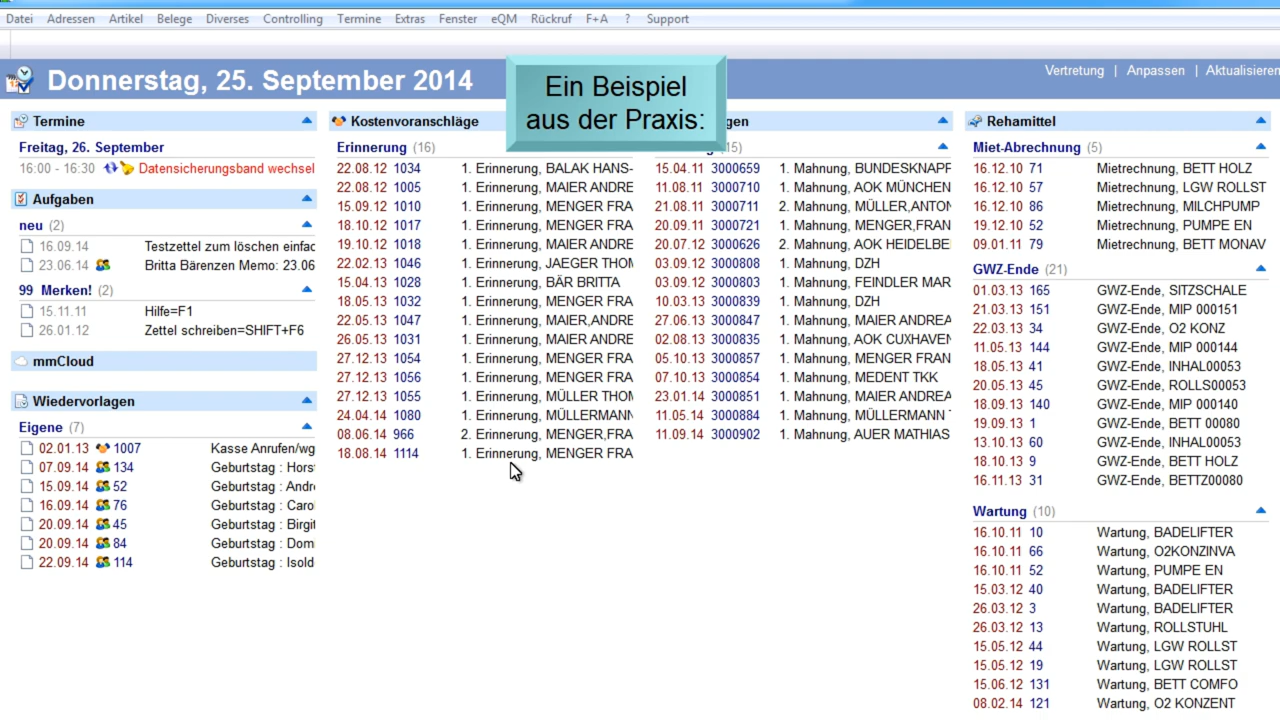 Datei Adressen Artikel Belege Diverses Controlling Termine Extras Fenster eQM Rückruf F+A ? Support
Donnerstag, 25. September 2014
Ein Beispiel
aus der Praxis:
Vertretung | Anpassen | Aktualisieren
Termine
Freitag, 26. September
16:00 - 16:30 Datensicherungsband wechsel
Aufgaben
neu (2)
16.09.14 Testzettel zum löschen einfac
23.06.14 Britta Bärenzen Memo: 23.06
99 Merken! (2)
15.11.11 Hilfe=F1
26.01.12 Zettel schreiben=SHIFT+F6
mmCloud
Wiedervorlagen
Eigene (7)
02.01.13 1007 Kasse Anrufen/wg
07.09.14 134 Geburtstag : Hors
15.09.14 52 Geburtstag : Andr
16.09.14 76 Geburtstag : Caro
20.09.14 45 Geburtstag : Birgit
20.09.14 84 Geburtstag : Dom
22.09.14 114 Geburtstag : Isold
Kostenvoranschläge
Erinnerung (16)
22.08.12 1034 1. Erinnerung, BALAK HANS-
22.08.12 1005 1. Erinnerung, MAIER ANDRE
15.09.12 1010 1. Erinnerung, MENGER FRA
18.10.12 1017 1. Erinnerung, MENGER FRA
19.10.12 1018 1. Erinnerung, MAIER ANDRE
22.02.13 1046 1. Erinnerung, JAEGER THOM
15.04.13 1028 1. Erinnerung, BÄR BRITTA
18.05.13 1032 1. Erinnerung, MENGER FRA
22.05.13 1047 1. Erinnerung, MAIER,ANDRE
26.05.13 1031 1. Erinnerung, MAIER ANDRE
27.12.13 1054 1. Erinnerung, MENGER FRA
27.12.13 1056 1. Erinnerung, MENGER FRA
27.12.13 1055 1. Erinnerung, MÜLLER THOM
24.04.14 1080 1. Erinnerung, MÜLLERMANN
08.06.14 966 2. Erinnerung, MENGER,FRA
18.08.14 1114 1. Erinnerung, MENGER FRA
gen
15)
15.04.11 3000659 1. Mahnung, BUNDESKNAPP
11.08.11 3000710 1. Mahnung, AOK MÜNCHEN
21.08.11 3000711 2. Mahnung, MÜLLER,ANTON
20.09.11 3000721 1. Mahnung, MENGER,FRAN
20.07.12 3000626 2. Mahnung, AOK HEIDELBE
03.09.12 3000808 1. Mahnung, DZH
03.09.12 3000803 1. Mahnung, FEINDLER MAR
10.03.13 3000839 1. Mahnung, DZH
27.06.13 3000847 1. Mahnung, MAIER ANDREA
02.08.13 3000835 1. Mahnung, AOK CUXHAVEN
05.10.13 3000857 1. Mahnung, MENGER FRAN
07.10.13 3000854 1. Mahnung, MEDENT TKK
23.01.14 3000851 1. Mahnung, MAIER ANDREA
11.05.14 3000884 1. Mahnung, MÜLLERMANN
11.09.14 3000902 1. Mahnung, AUER MATHIAS
Rehamittel
Miet-Abrechnung (5)
16.12.10 71 Mietrechnung, BETT HOLZ
16.12.10 57 Mietrechnung, LGW ROLLST
16.12.10 86 Mietrechnung, MILCHPUMP
19.12.10 52 Mietrechnung, PUMPE EN
09.01.11 79 Mietrechnung, BETT MONAV
GWZ-Ende (21)
01.03.13 165 GWZ-Ende, SITZSCHALE
21.03.13 151 GWZ-Ende, MIP 000151
22.03.13 34 GWZ-Ende, O2 KONZ
11.05.13 144 GWZ-Ende, MIP 000144
18.05.13 41 GWZ-Ende, INHAL00053
20.05.13 45 GWZ-Ende, ROLLS00053
18.09.13 140 GWZ-Ende, MIP 000140
19.09.13 1 GWZ-Ende, BETT 00080
13.10.13 60 GWZ-Ende, INHAL00053
18.10.13 9 GWZ-Ende, BETT HOLZ
16.11.13 31 GWZ-Ende, BETTZ00080
Wartung (10)
16.10.11 10 Wartung, BADELIFTER
16.10.11 66 Wartung, O2KONZINVA
16.10.11 52 Wartung, PUMPE EN
15.03.12 40 Wartung, BADELIFTER
26.03.12 3 Wartung, BADELIFTER
26.03.12 13 Wartung, ROLLSTUHL
15.05.12 44 Wartung, LGW ROLLST
15.05.12 19 Wartung, LGW ROLLST
15.06.12 131 Wartung, BETT COMFO
08.02.14 121 Wartung, O2 KONZENT